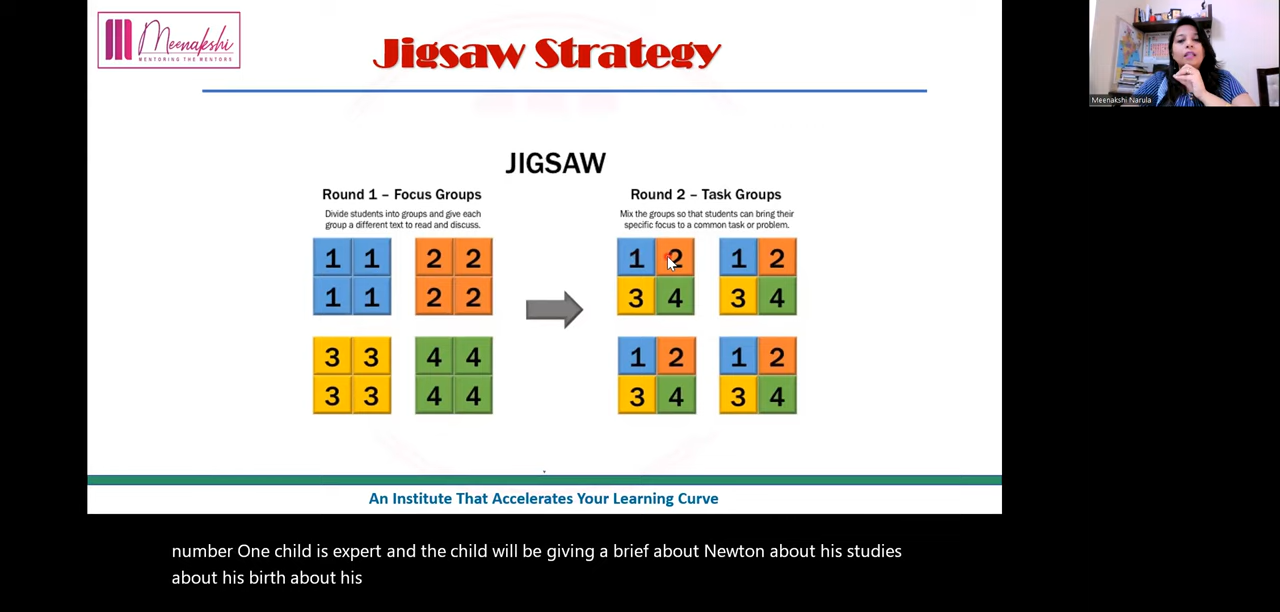 Meenakshi
MENTORING THE MENTORS
Jigsaw Strategy
Meenakshi Narula
JIGSAW
Round 1 – Focus Groups
Divide students into groups and give each
group a different text to read and discuss.
1 1 2 2
1 1 2 2
3 3 4 4
3 3 4 4
Round 2 – Task Groups
Mix the groups so that students can bring their
specific focus to a common task or problem.
1 2 1 2
3 4 3 4
1 2 1 2
3 4 3 4
An Institute That Accelerates Your Learning Curve
number One child is expert and the child will be giving a brief about Newton about his studies
about his birth about his